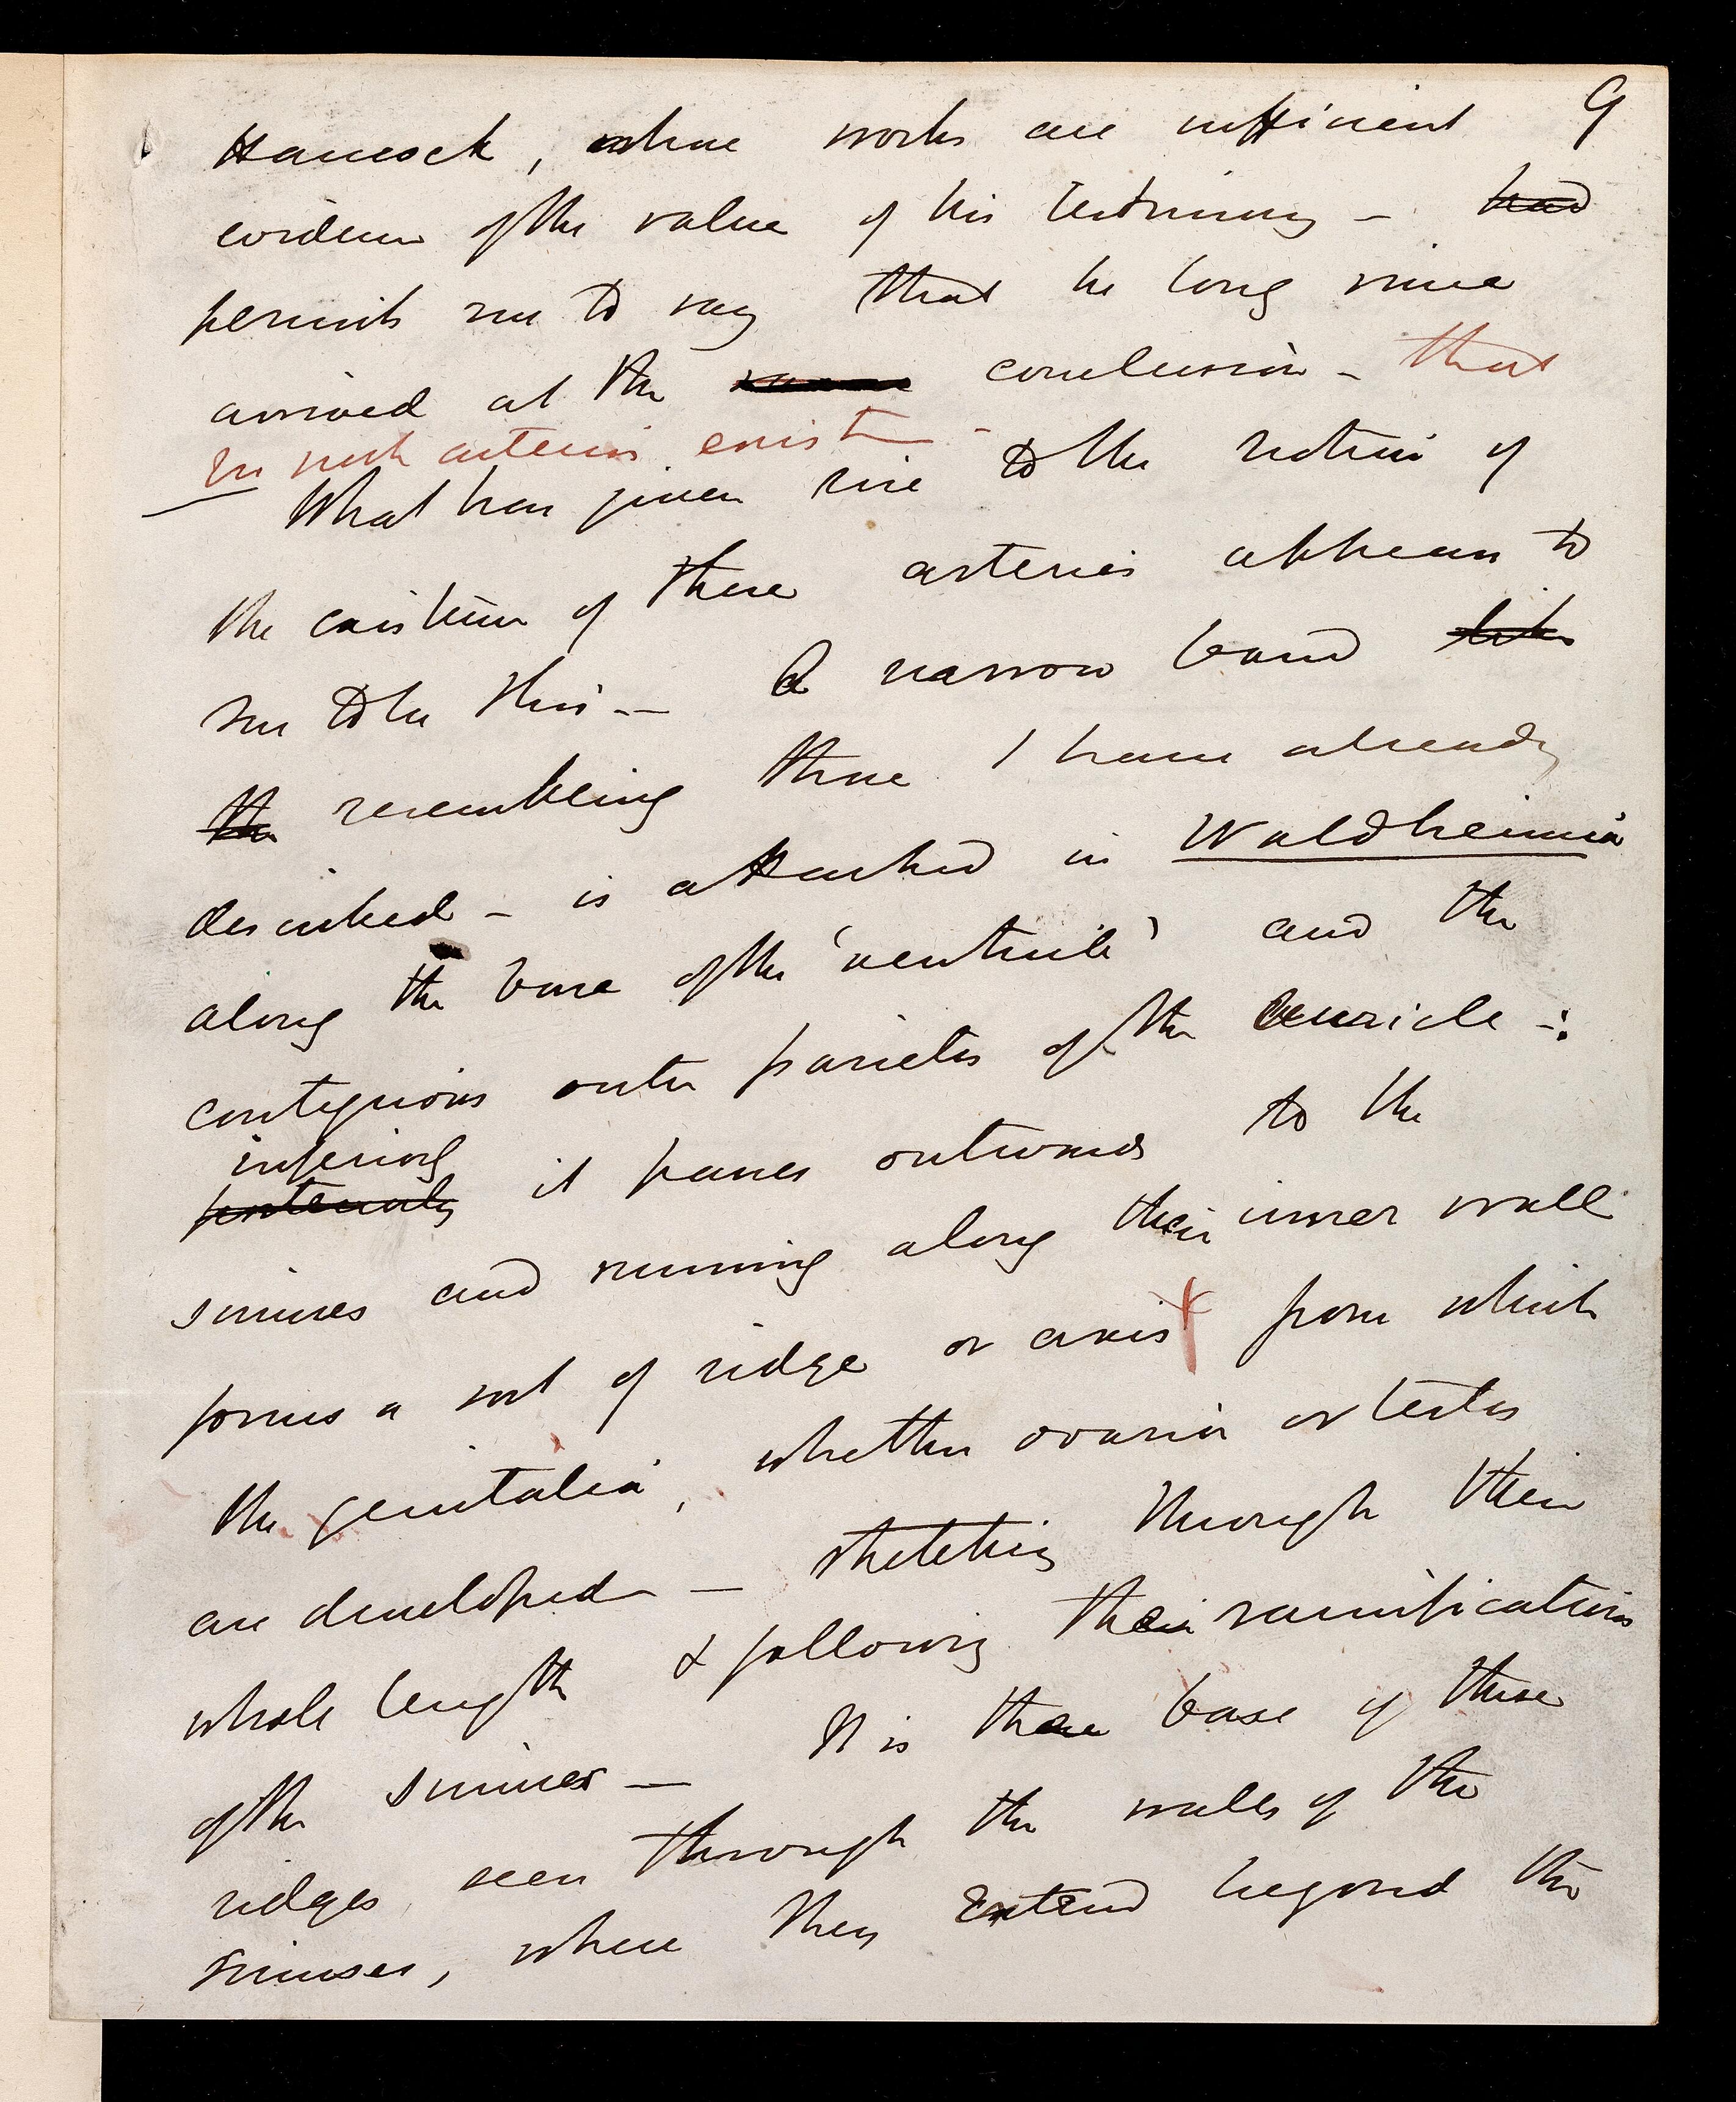 9
Hancock, whose works are sufficient
evidence of the value of his testimony – had
permits me to say that he long since
arrived at the conclusion – that
no such arteries exist –
What has given rise to the notion of
the existence of these arteries appears to
me to be this – A narrow band like
the resembling those I have already
described – is attached in Waldheimia
along the base of the 'ventricle' and the
contiguous outer parietes of the auricle –:
inferiorly
posteriorly it passes outwards to the
sinuses and running along their inner wall
forms a sort of ridge or axis from which
the genitalia, whether ovaria or testes
are developed – stretching through their
whole length & following their ramifications
of the sinuses – It is the base of these
ridges, seen through the walls of the
sinuses, where they extend beyond the